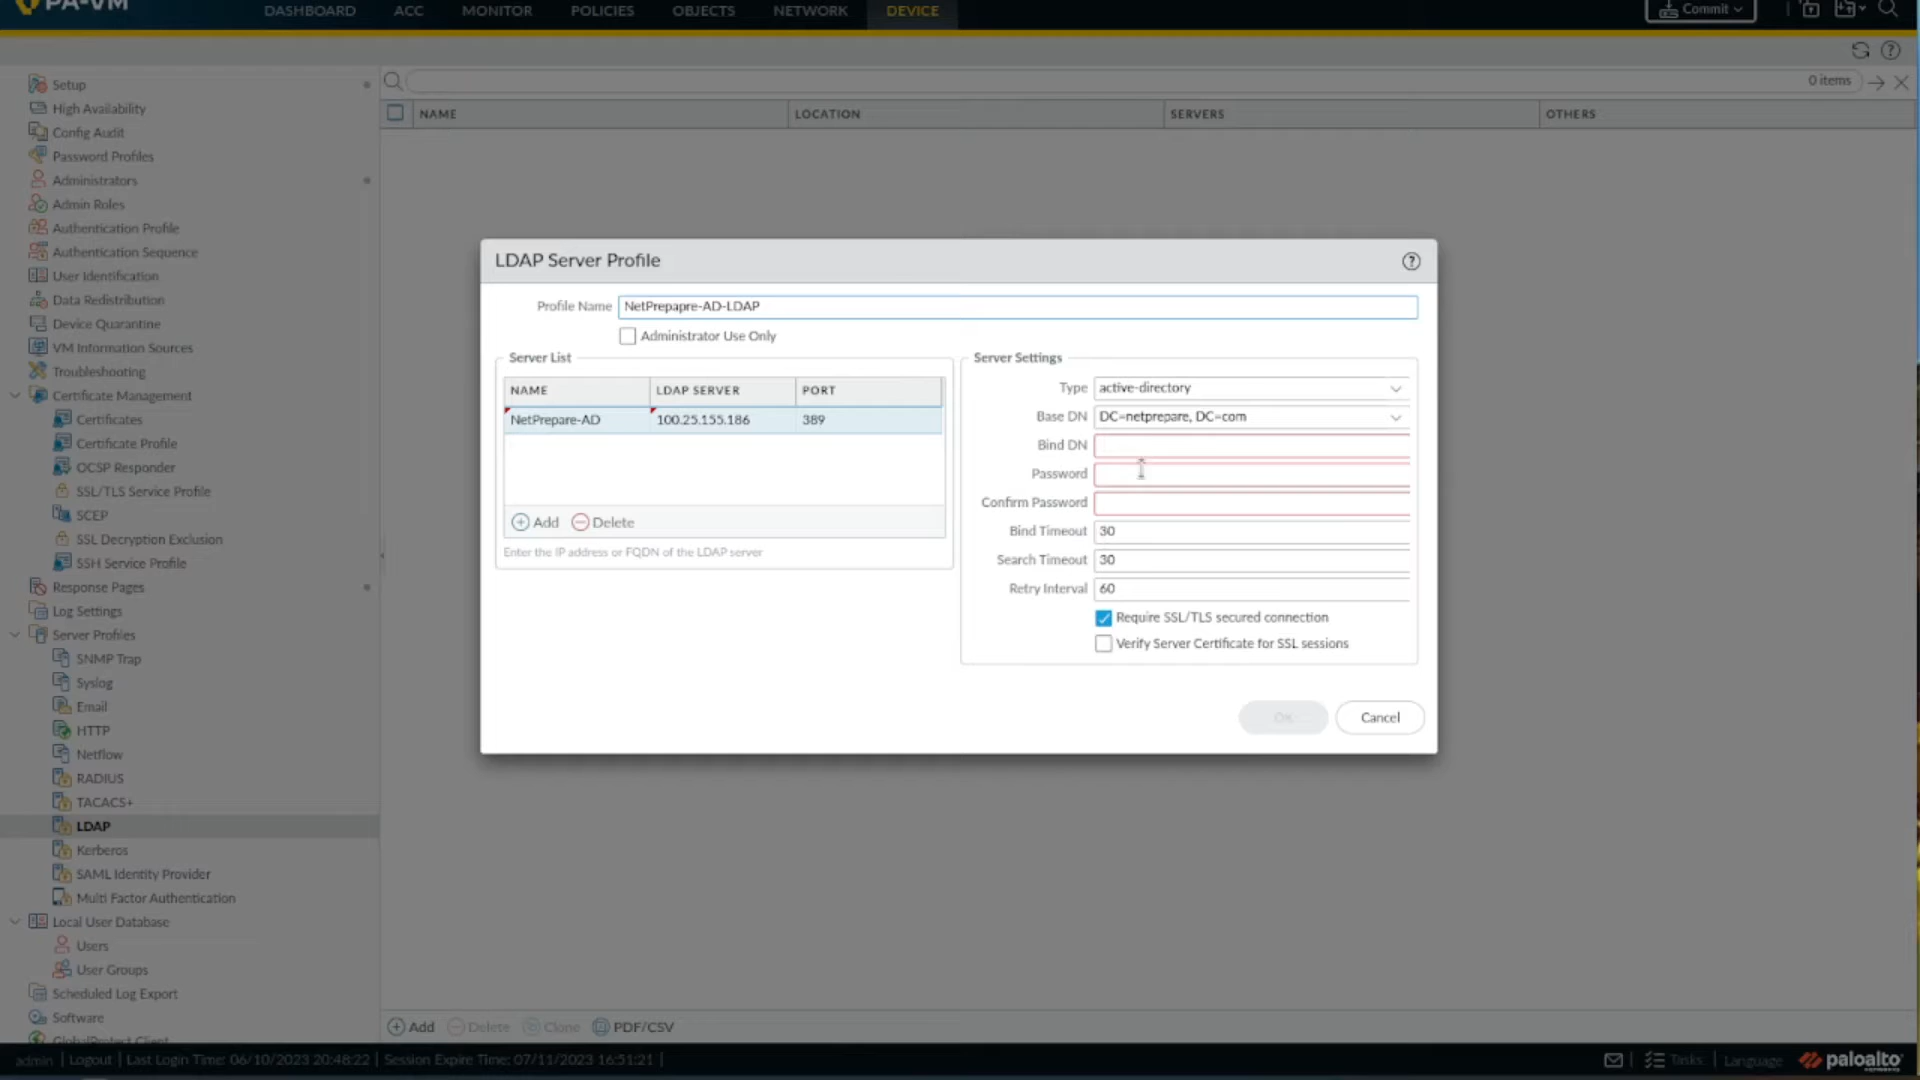 PA-VM
DASHBOARD ACC MONITOR POLICIES OBJECTS NETWORK DEVICE
Commit
0 items
Setup
High Availability
Config Audit
Password Profiles
Administrators
Admin Roles
Authentication Profile
Authentication Sequence
User Identification
Data Redistribution
Device Quarantine
VM Information Sources
Troubleshooting
Certificate Management
Certificates
Certificate Profile
OCSP Responder
SSL/TLS Service Profile
SCEP
SSL Decryption Exclusion
SSH Service Profile
Response Pages
Log Settings
Server Profiles
SNMP Trap
Syslog
Email
HTTP
Netflow
RADIUS
TACACS+
LDAP
Kerberos
SAML Identity Provider
Multi Factor Authentication
Local User Database
Users
User Groups
Scheduled Log Export
Software
GlobalProtect Client
NAME LOCATION SERVERS OTHERS
LDAP Server Profile
Profile Name NetPrepapre-AD-LDAP
Administrator Use Only
Server List
NAME LDAP SERVER PORT
NetPrepare-AD 100.25.155.186 389
Add Delete
Enter the IP address or FQDN of the LDAP server
Server Settings
Type active-directory
Base DN DC=netprepare, DC=com
Bind DN
Password
Confirm Password
Bind Timeout 30
Search Timeout 30
Retry Interval 60
Require SSL/TLS secured connection
Verify Server Certificate for SSL sessions
OK Cancel
Add Delete Clone PDF/CSV
admin | Logout | Last Login Time: 06/10/2023 20:48:22 | Session Expire Time: 07/11/2023 16:51:21 |
Tasks | Language paloalto